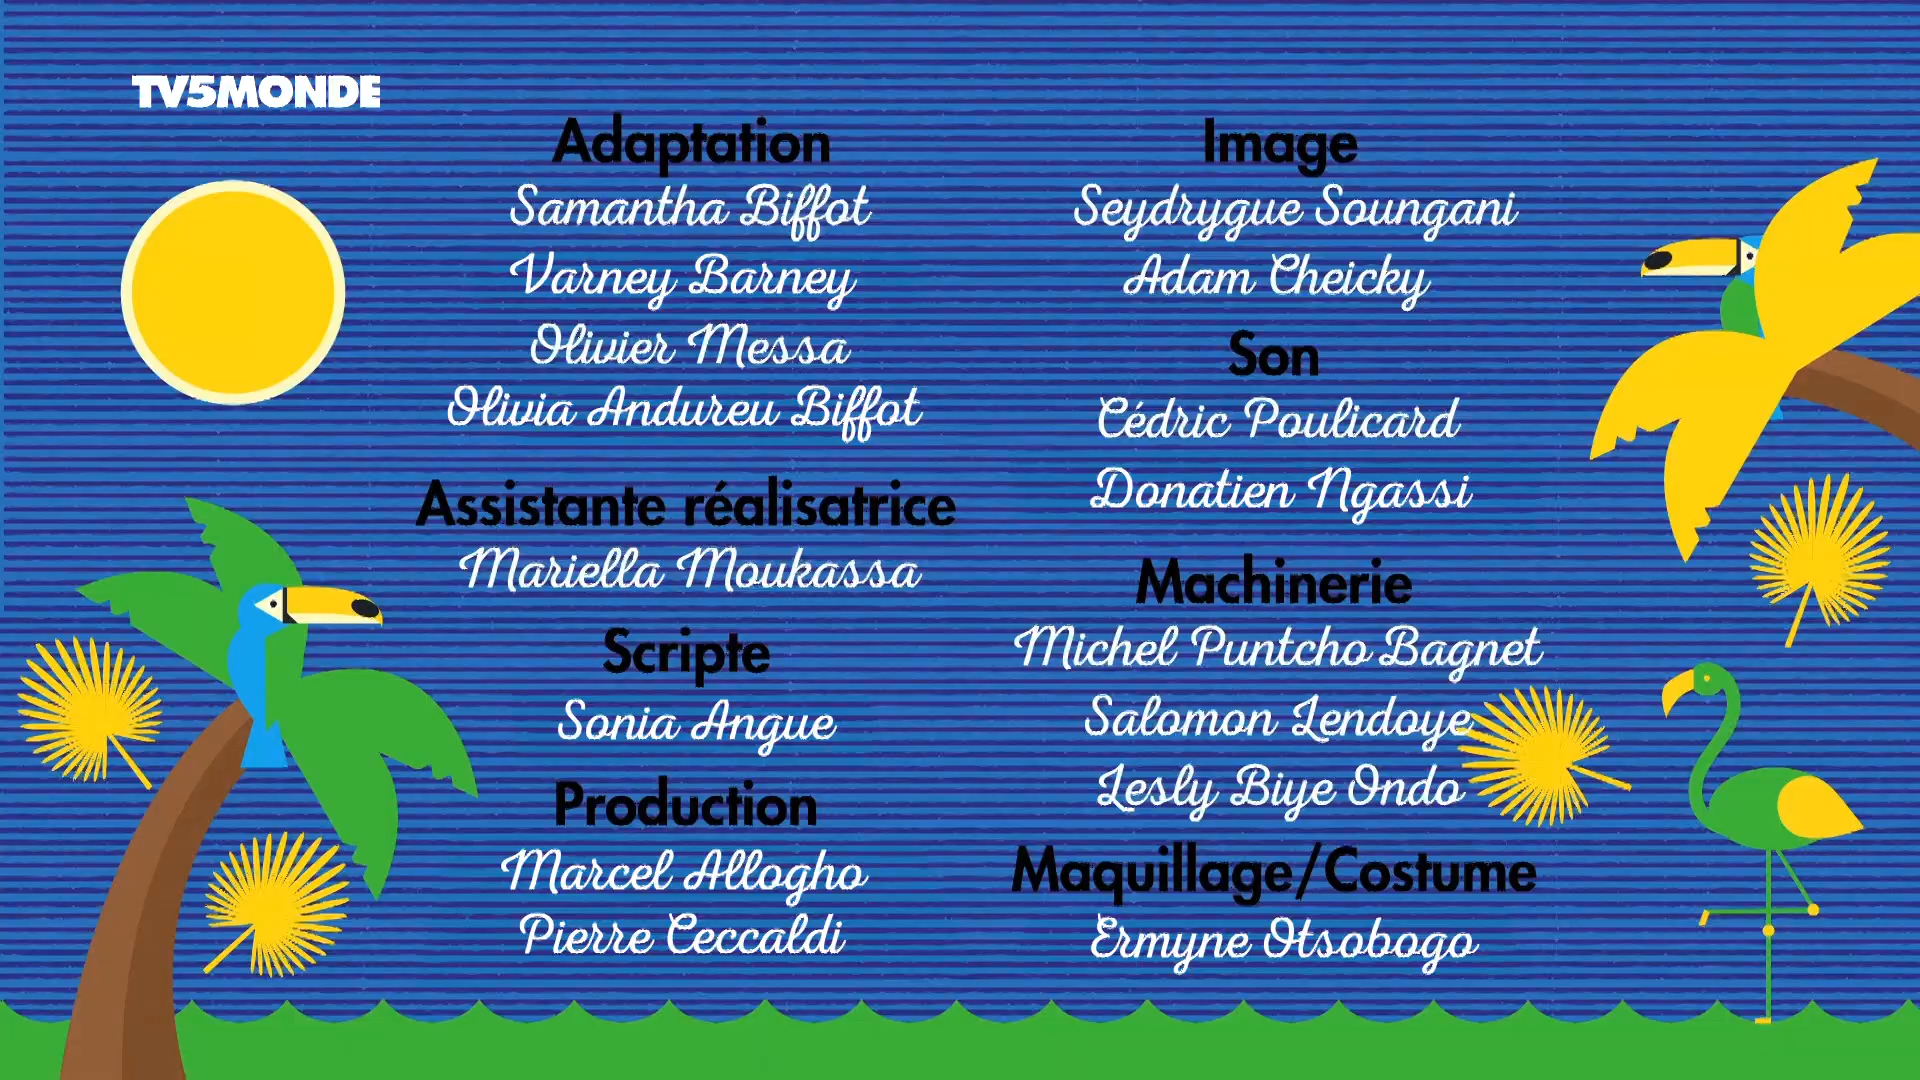 TV5MONDE
Adaptation
Samantha Biffot
Varney Barney
Olivier Messa
Olivia Andureu Biffot
Assistante réalisatrice
Mariella Moukassa
Scripte
Sonia Angue
Production
Marcel Allogho
Pierre Ceccaldi
Image
Seydrygue Soungani
Adam Cheicky
Son
Cédric Poulicard
Donatien Ngassi
Machinerie
Michel Puntcho Bagnet
Salomon Lendoye
Lesly Biye Ondo
Maquillage/Costume
Ermyne Otsobogo